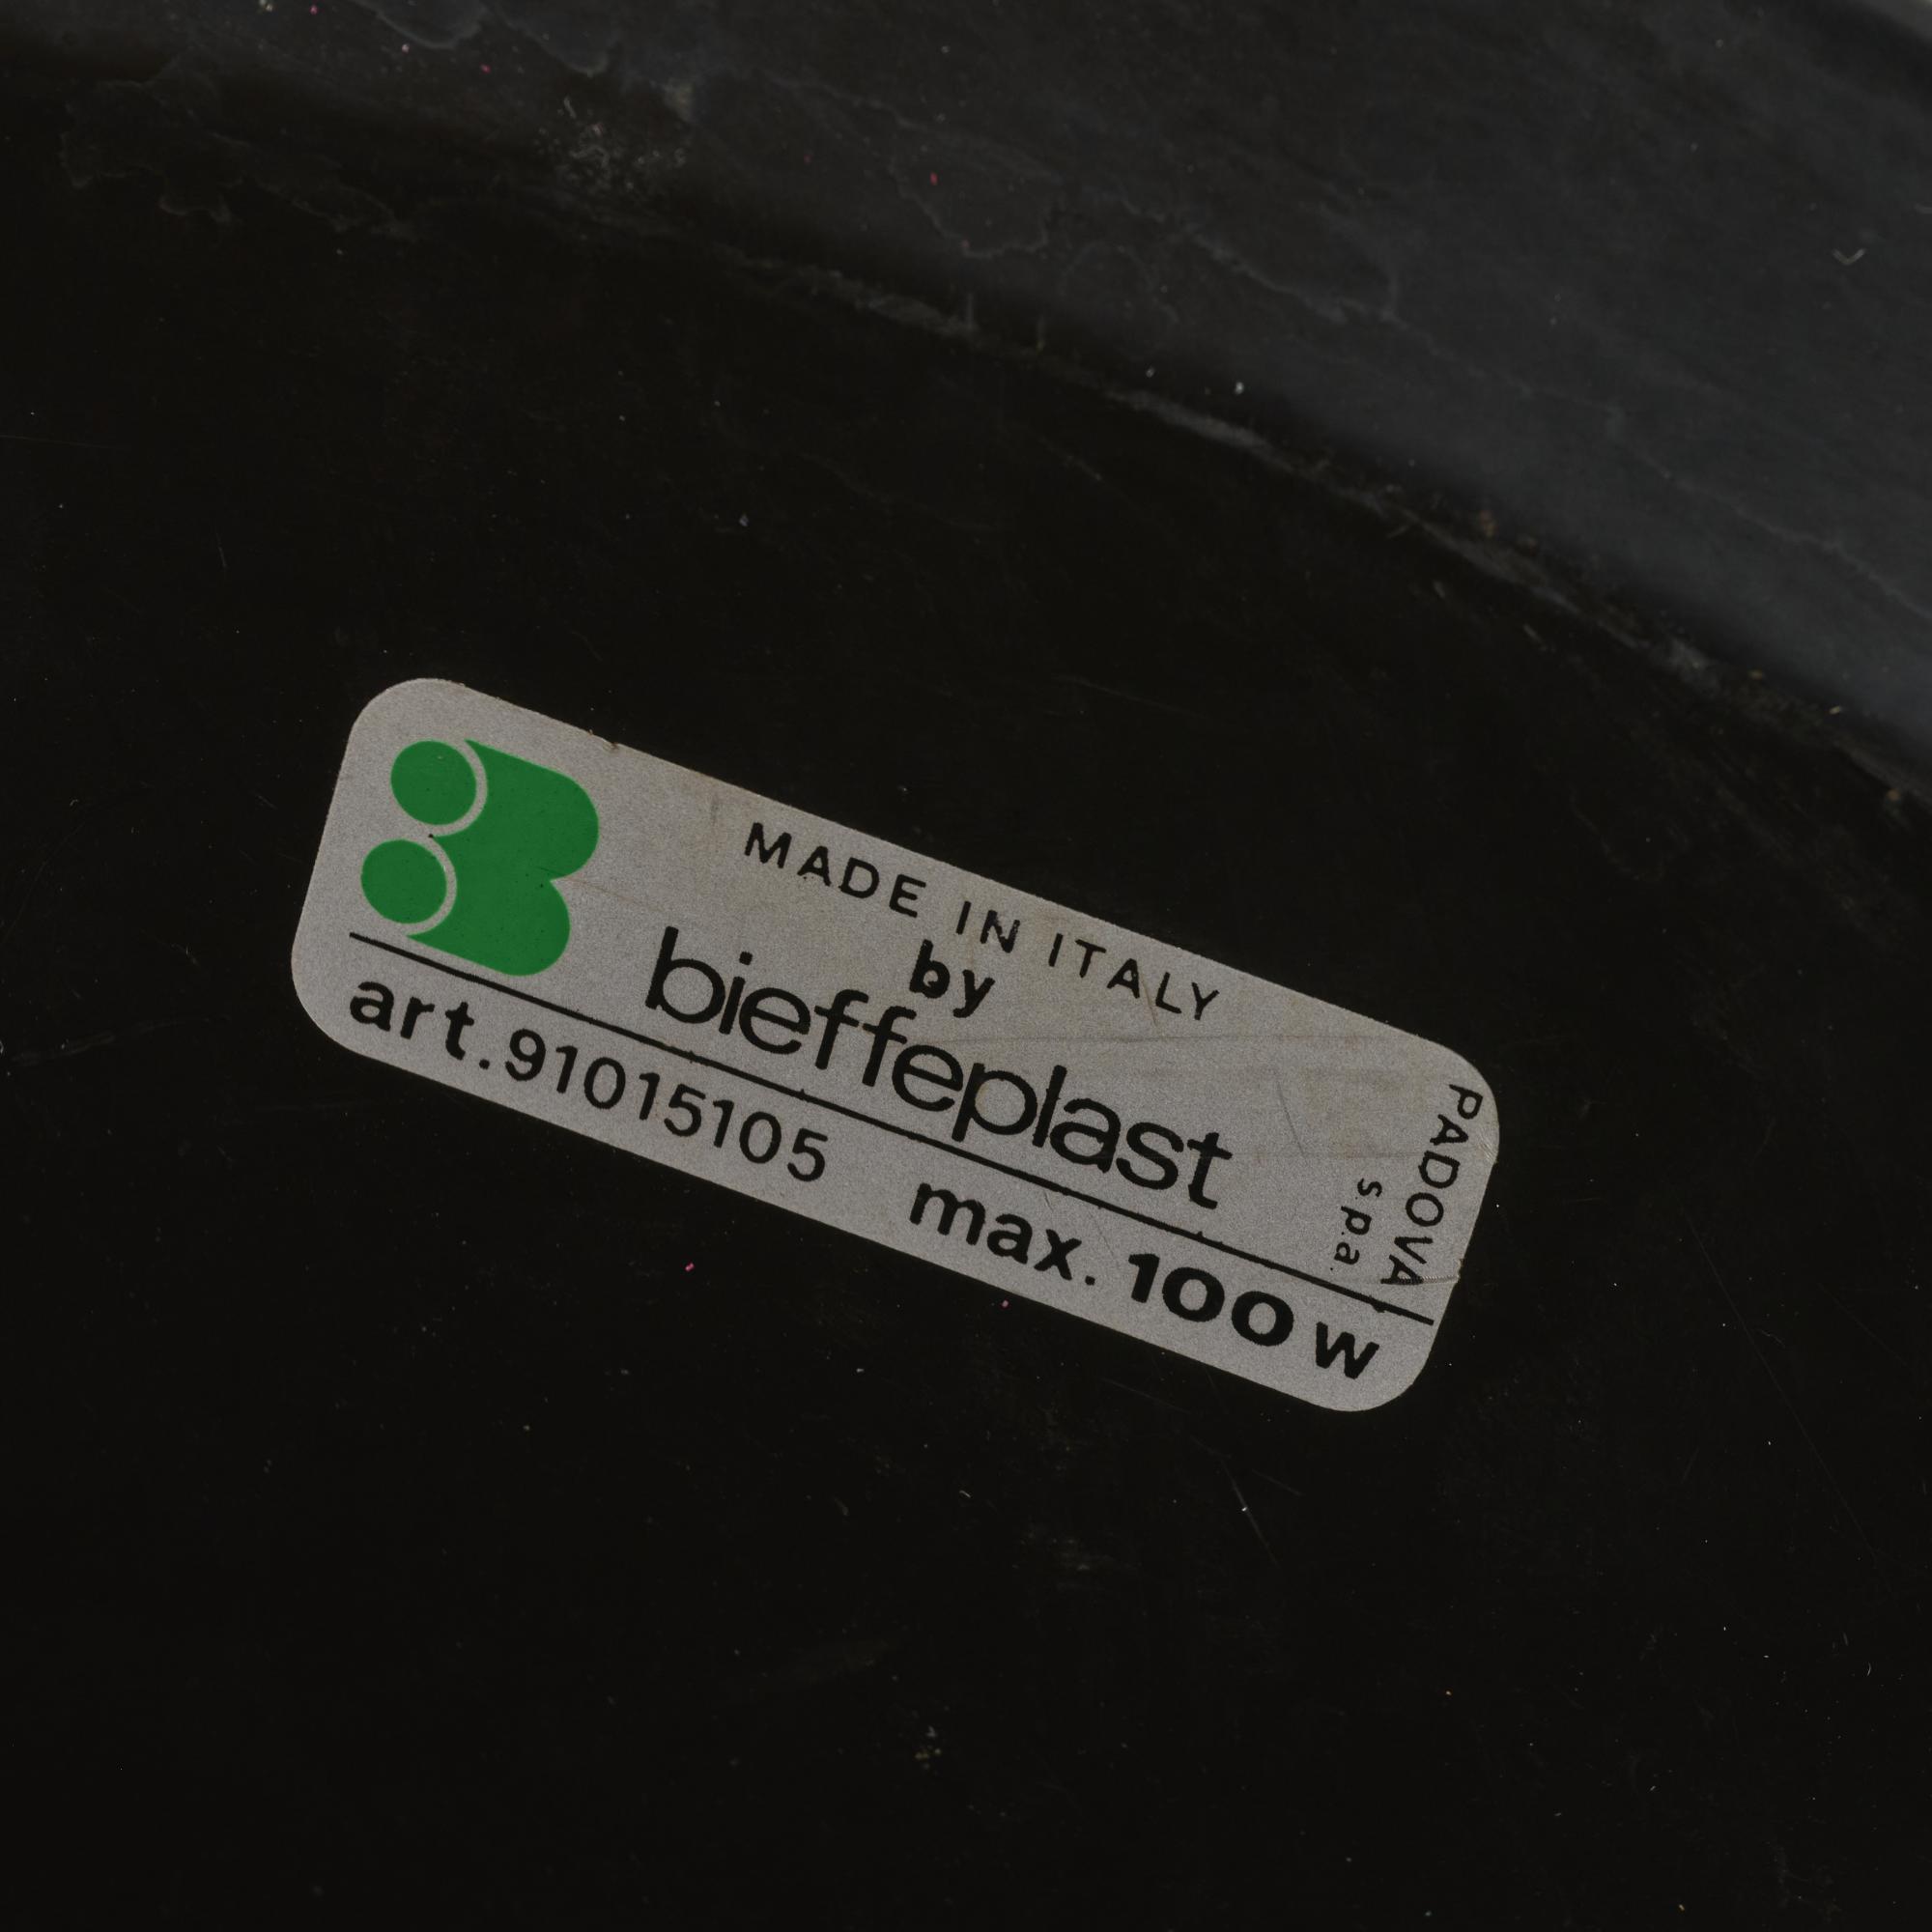 MADE IN ITALY
by
bieffeplast
PADOVA
s.p.a.
art.91015105 max. 100 w